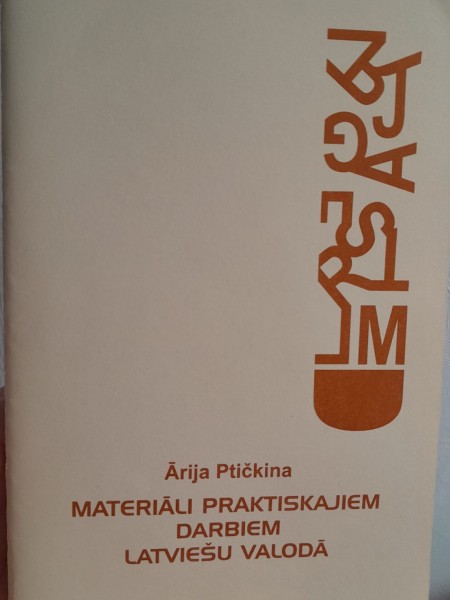 Ārija Ptičkina
MATERIĀLI PRAKTISKAJIEM
DARBIEM
LATVIEŠU VALODĀ